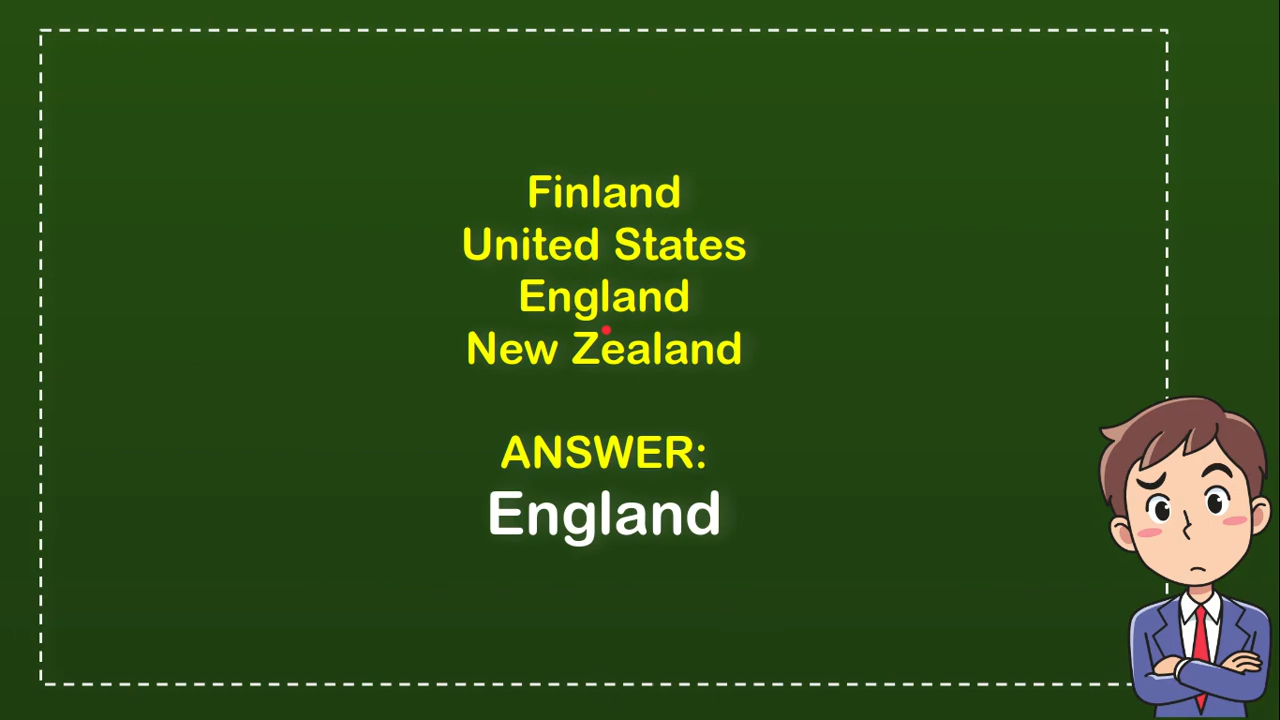 Finland
United States
England
New Zealand
ANSWER:
England